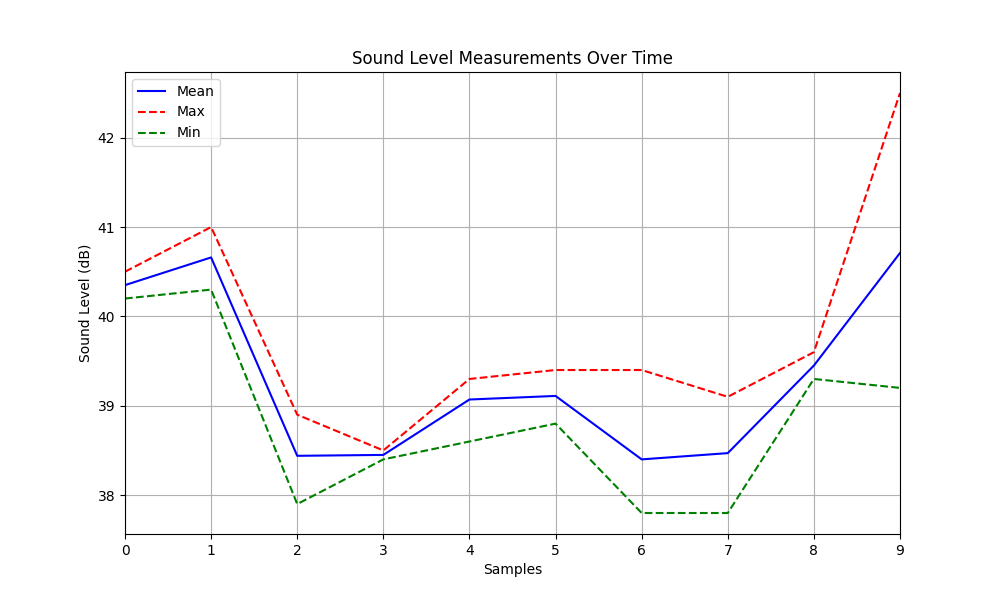 Sound Level Measurements Over Time
Mean
Max
Min
42
41
40
39
38
Sound Level (dB)
0 1 2 3 4 5 6 7 8 9
Samples